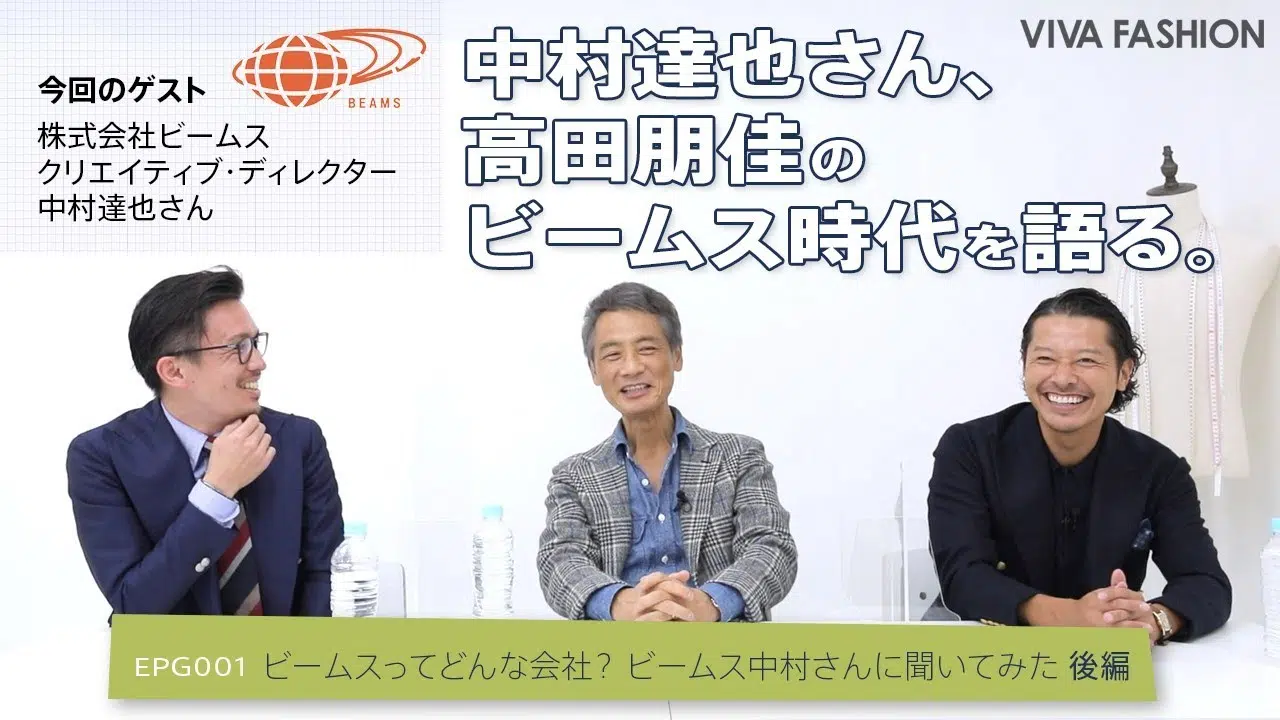 今回のゲスト
BEAMS
株式会社ビームス
クリエイティブ・ディレクター
中村達也さん
中村達也さん、
高田朋佳の
ビームス時代を語る。
VIVA FASHION
EPG001 ビームスってどんな会社? ビームス中村さんに聞いてみた 後編